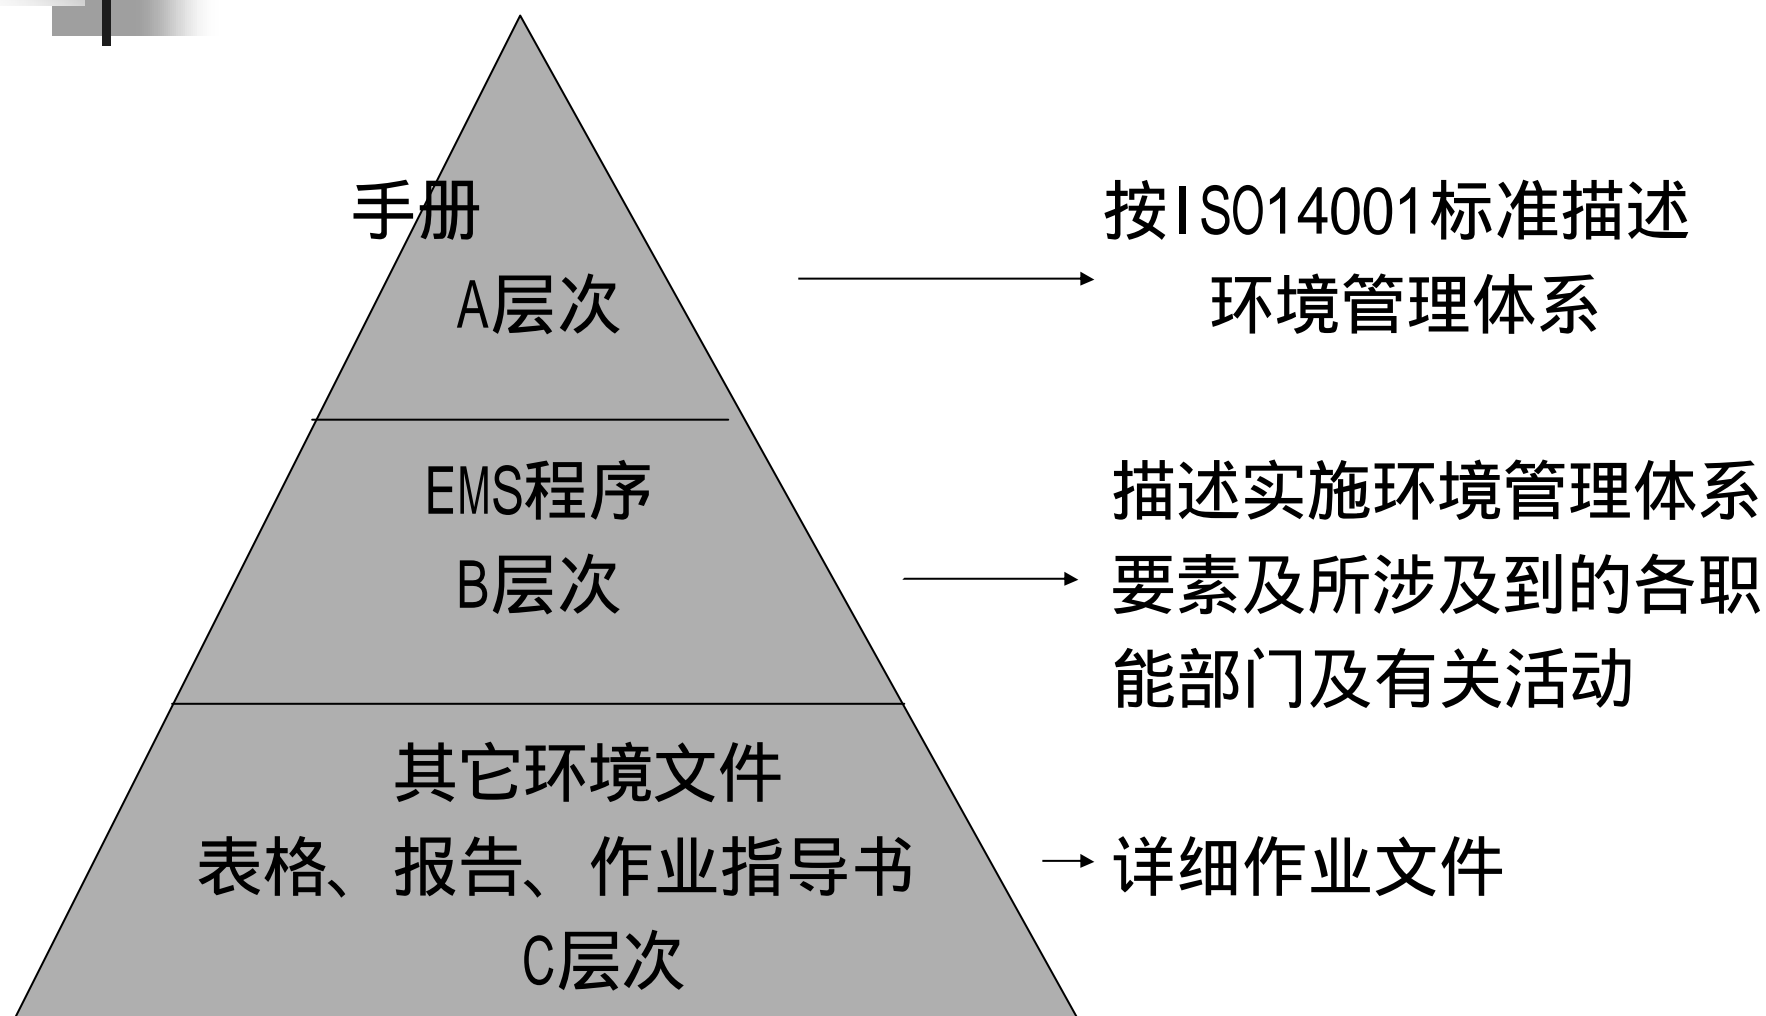 手册
A层次
按ISO14001标准描述
环境管理体系
EMS程序
B层次
描述实施环境管理体系
要素及所涉及到的各职
能部门及有关活动
其它环境文件
表格、报告、作业指导书
C层次
详细作业文件